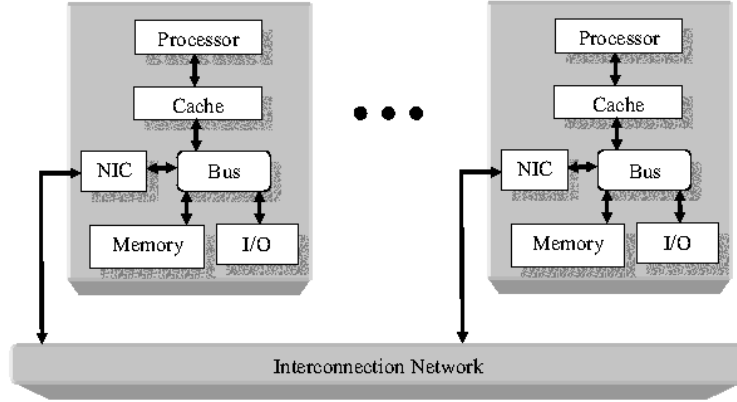 Processor
Cache
NIC
Bus
Memory
I/O
Processor
Cache
NIC
Bus
Memory
I/O
Interconnection Network